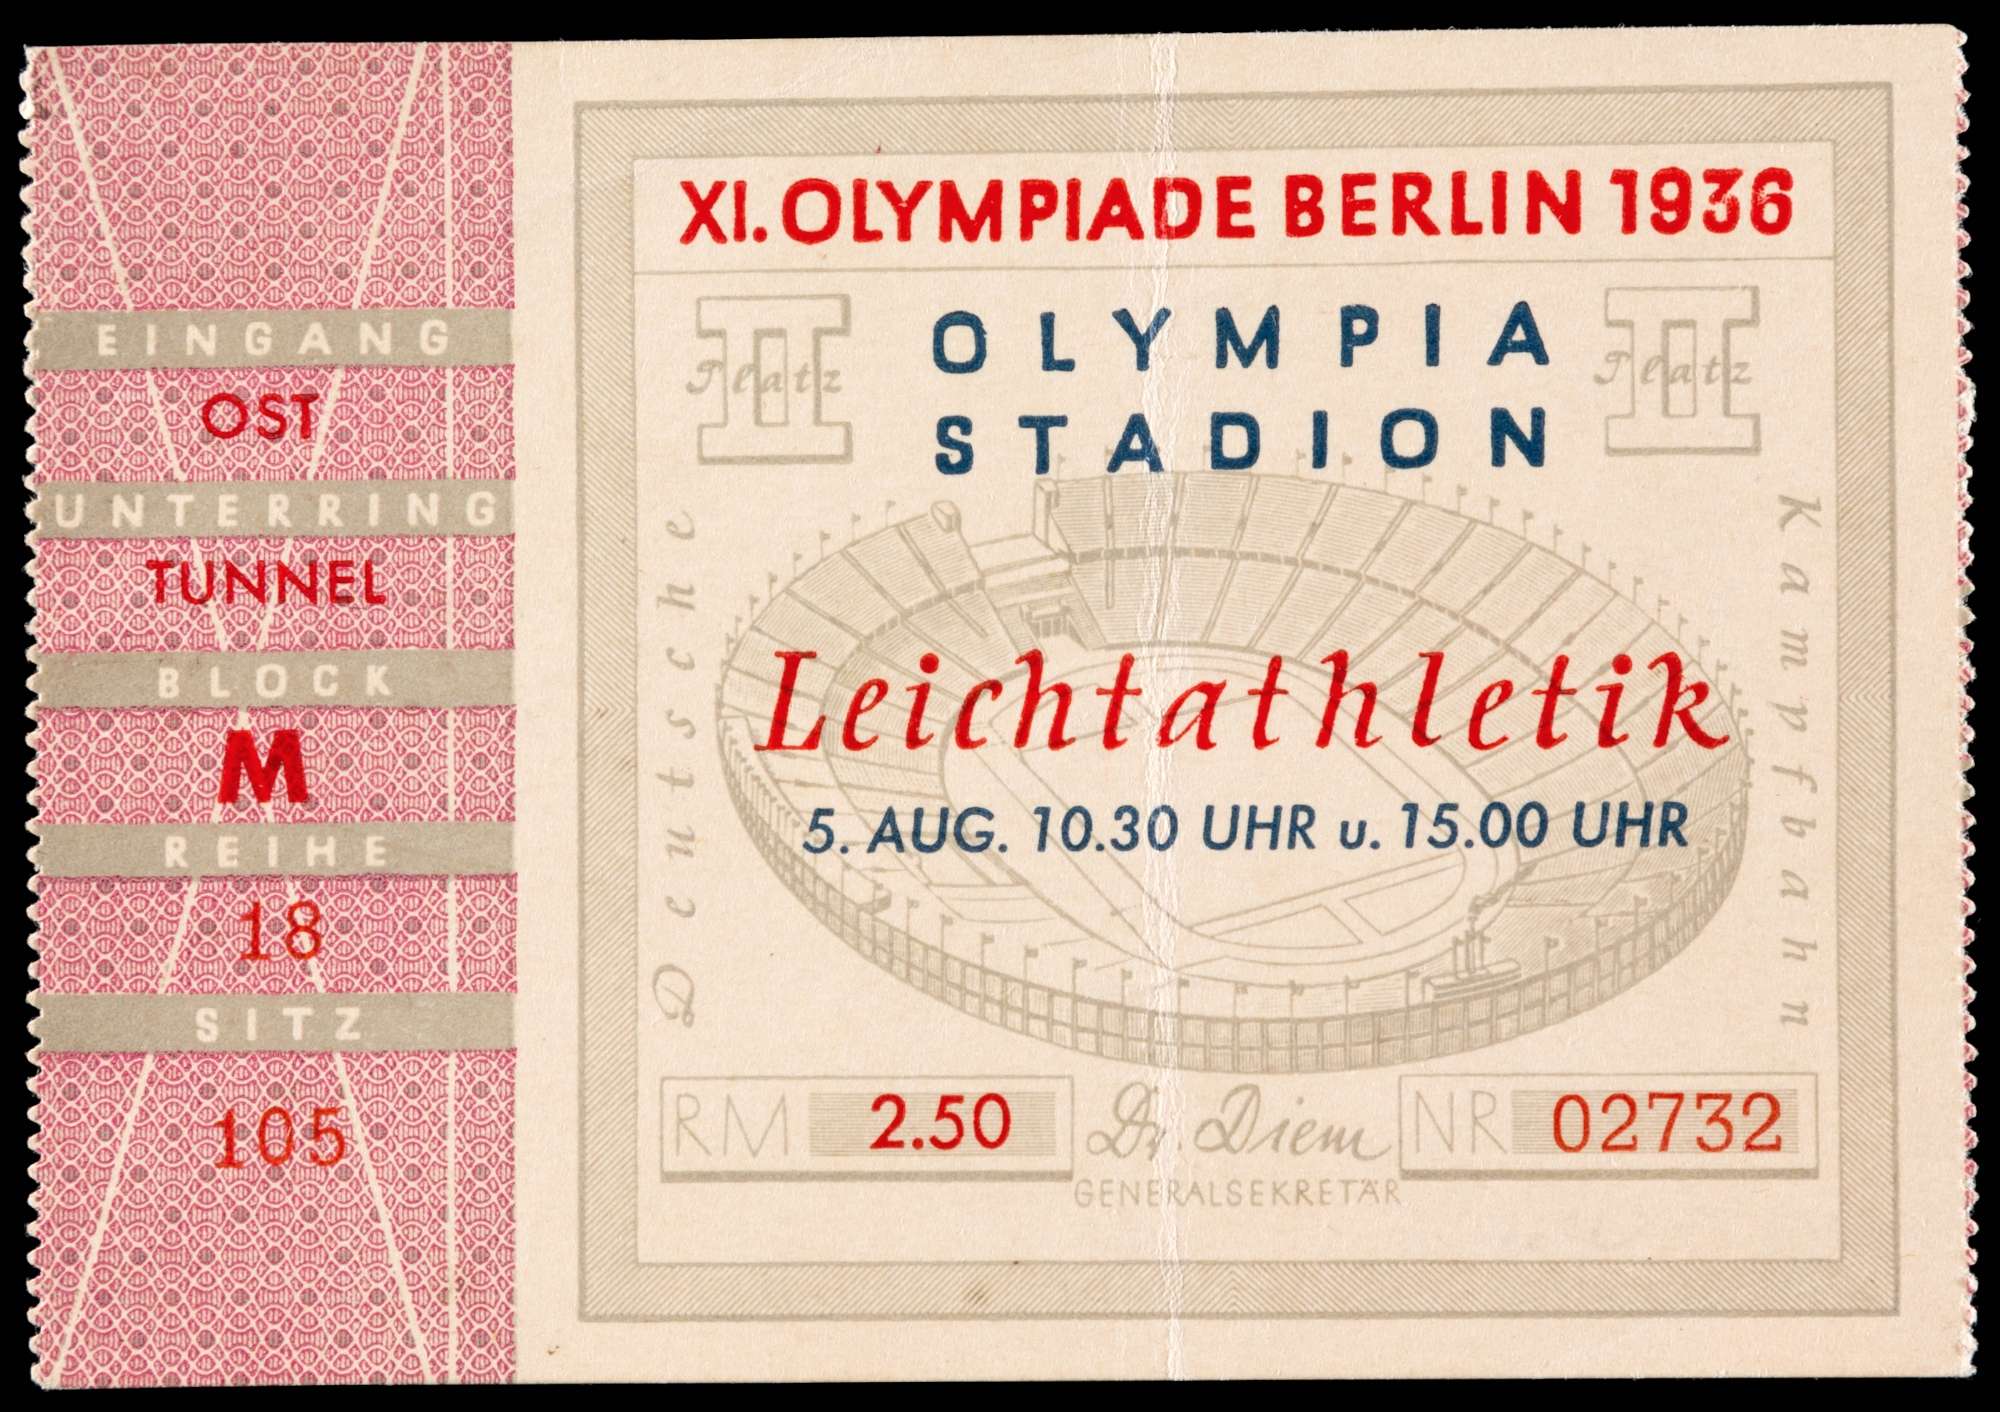 EINGANG
OST
UNTERRING
TUNNEL
BLOCK
M
REIHE
18
SITZ
105
XI. OLYMPIADE BERLIN 1936
II
Platz
OLYMPIA
STADION
II
Platz
Deutsche
Kampfbahn
Leichtathletik
5. AUG. 10.30 UHR u. 15.00 UHR
RM 2.50
Dr. Diem
GENERALSEKRETÄR
NR 02732